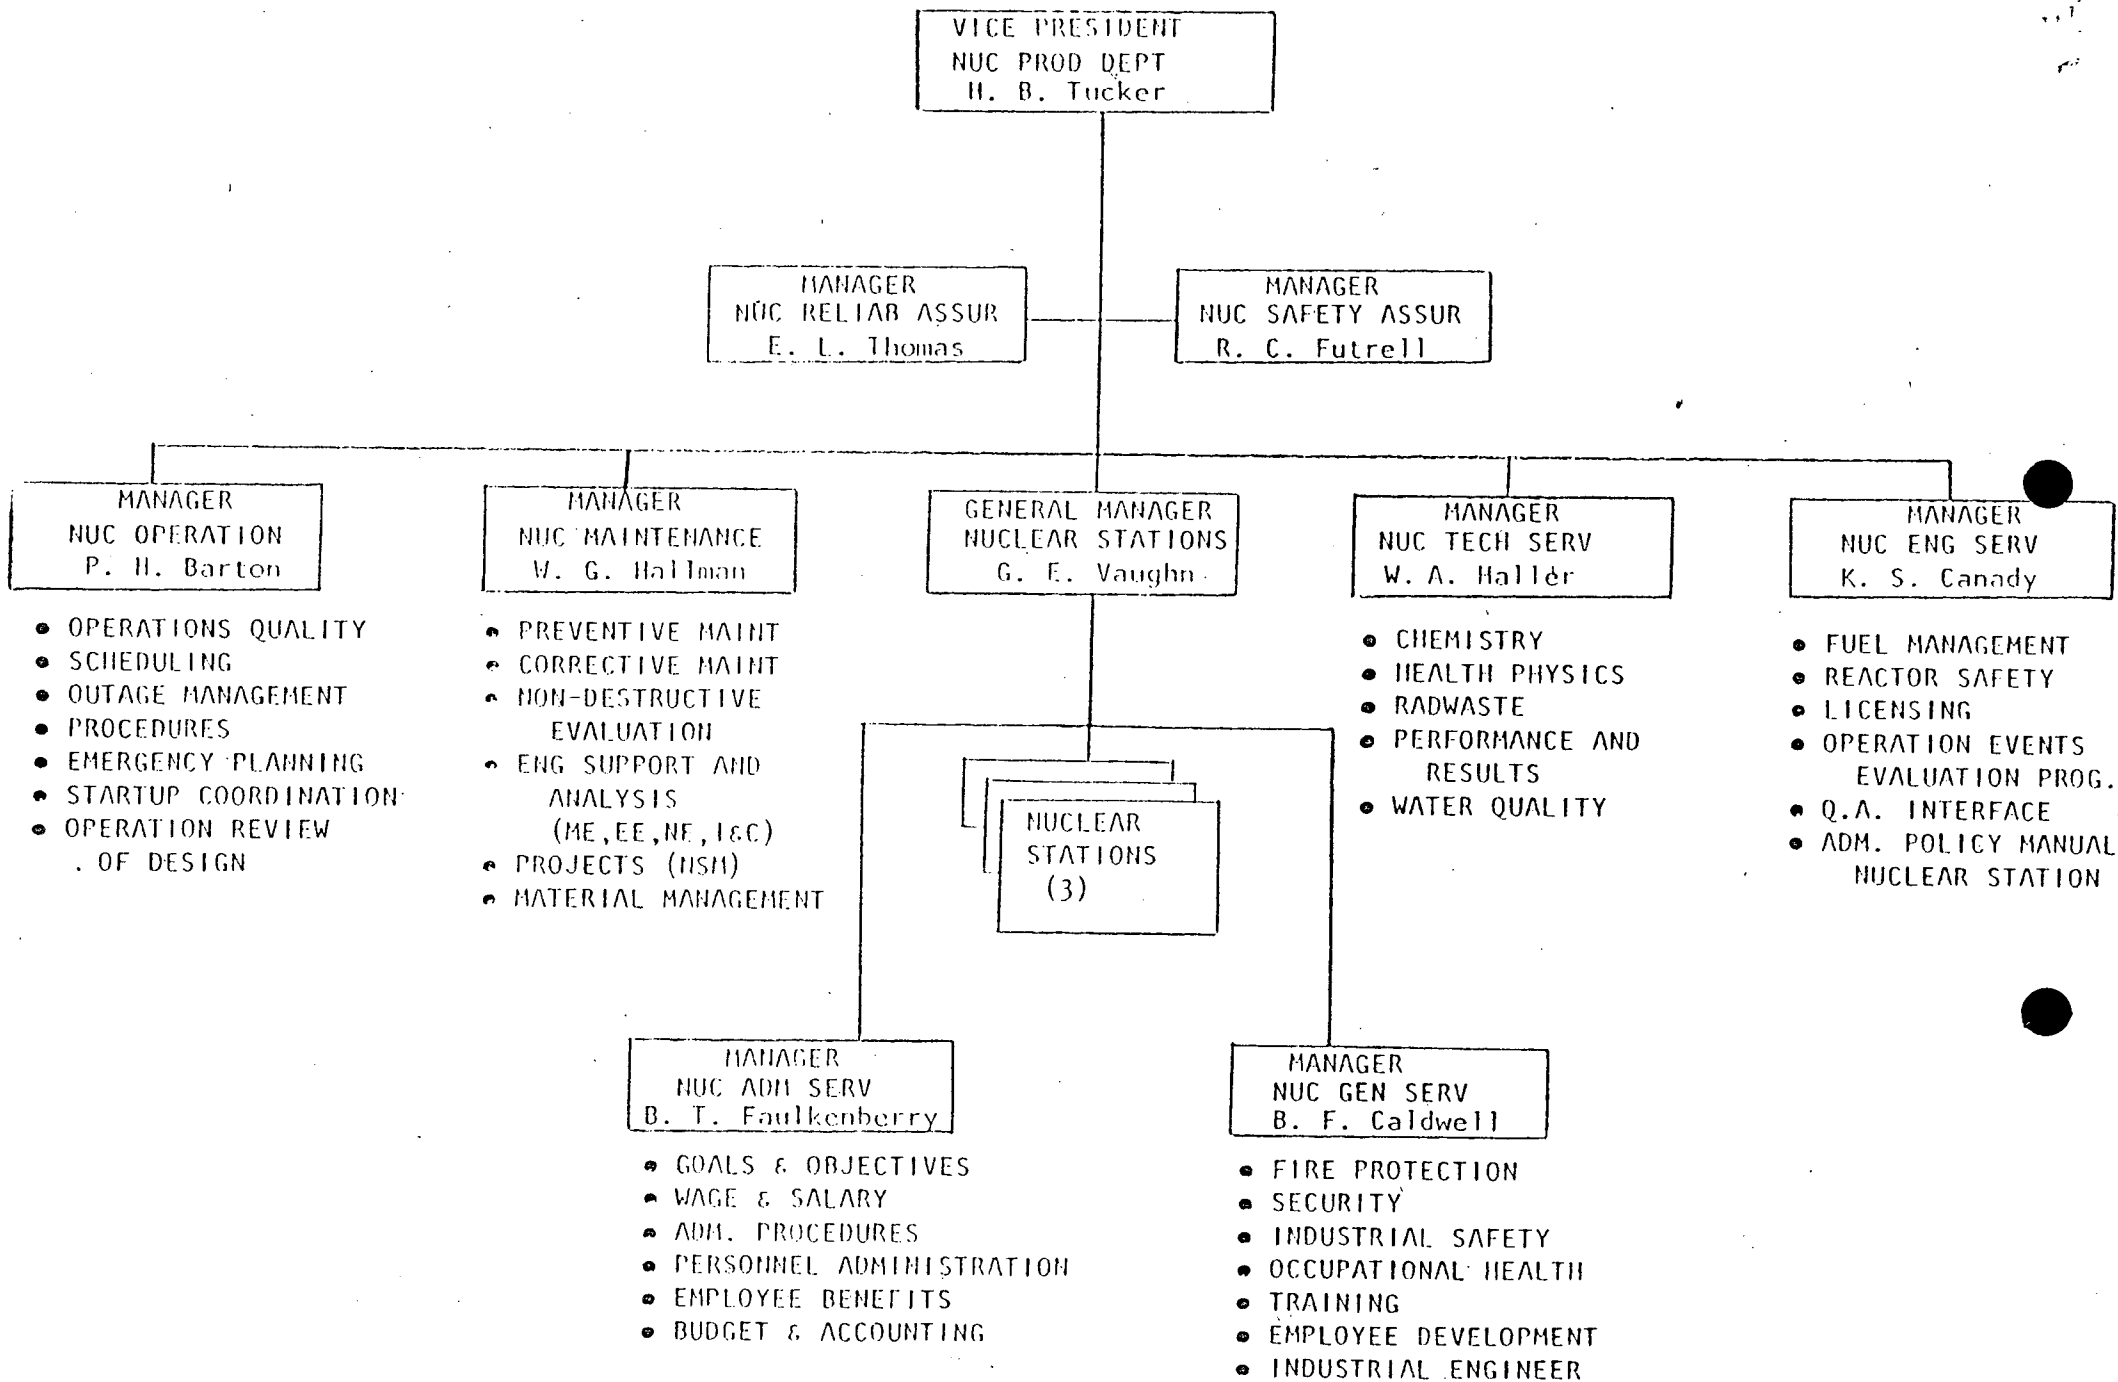 VICE PRESIDENT
NUC PROD DEPT
H. B. Tucker
MANAGER
NUC RELIAB ASSUR
E. L. Thomas
MANAGER
NUC SAFETY ASSUR
R. C. Futrell
MANAGER
NUC OPERATION
P. H. Barton
• OPERATIONS QUALITY
• SCHEDULING
• OUTAGE MANAGEMENT
• PROCEDURES
• EMERGENCY PLANNING
• STARTUP COORDINATION
• OPERATION REVIEW
OF DESIGN
MANAGER
NUC MAINTENANCE
W. G. Hallman
• PREVENTIVE MAINT
• CORRECTIVE MAINT
• NON-DESTRUCTIVE
EVALUATION
• ENG SUPPORT AND
ANALYSIS
(ME,EE,NE,I&C)
• PROJECTS (NSM)
• MATERIAL MANAGEMENT
GENERAL MANAGER
NUCLEAR STATIONS
G. E. Vaughn
NUCLEAR
STATIONS
(3)
MANAGER
NUC TECH SERV
W. A. Haller
• CHEMISTRY
• HEALTH PHYSICS
• RADWASTE
• PERFORMANCE AND
RESULTS
• WATER QUALITY
MANAGER
NUC ENG SERV
K. S. Canady
• FUEL MANAGEMENT
• REACTOR SAFETY
• LICENSING
• OPERATION EVENTS
EVALUATION PROG.
• Q.A. INTERFACE
• ADM. POLICY MANUAL
NUCLEAR STATION
MANAGER
NUC ADM SERV
B. T. Faulkenberry
• GOALS & OBJECTIVES
• WAGE & SALARY
• ADM. PROCEDURES
• PERSONNEL ADMINISTRATION
• EMPLOYEE BENEFITS
• BUDGET & ACCOUNTING
MANAGER
NUC GEN SERV
B. F. Caldwell
• FIRE PROTECTION
• SECURITY
• INDUSTRIAL SAFETY
• OCCUPATIONAL HEALTH
• TRAINING
• EMPLOYEE DEVELOPMENT
• INDUSTRIAL ENGINEER